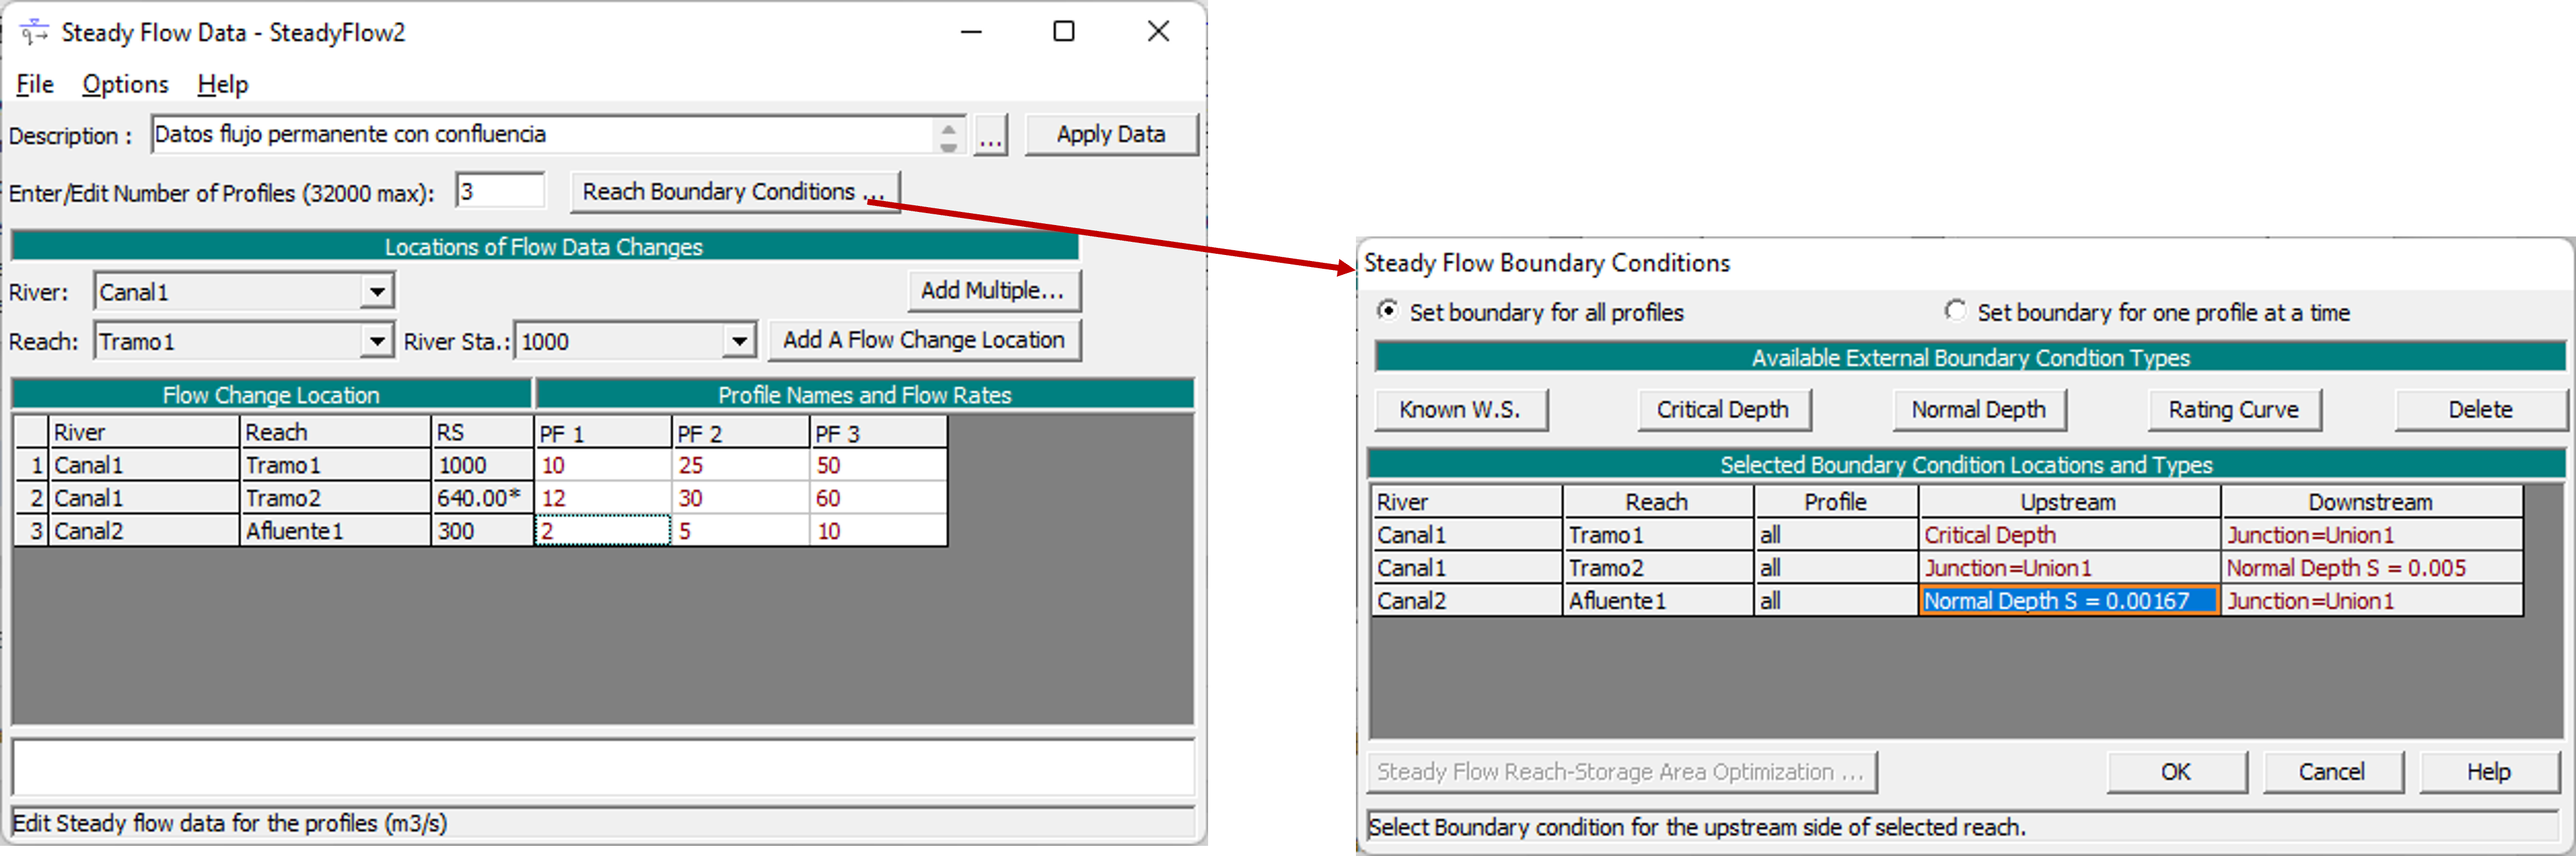 Steady Flow Data - SteadyFlow2
File Options Help
Description : Datos flujo permanente con confluencia ... Apply Data
Enter/Edit Number of Profiles (32000 max): 3 Reach Boundary Conditions ...
Locations of Flow Data Changes
River: Canal1 Add Multiple...
Reach: Tramo1 River Sta.: 1000 Add A Flow Change Location
Flow Change Location Profile Names and Flow Rates
River Reach RS PF 1 PF 2 PF 3
1 Canal1 Tramo1 1000 10 25 50
2 Canal1 Tramo2 640.00* 12 30 60
3 Canal2 Afluente1 300 2 5 10
Edit Steady flow data for the profiles (m3/s)
Steady Flow Boundary Conditions
Set boundary for all profiles Set boundary for one profile at a time
Available External Boundary Condtion Types
Known W.S. Critical Depth Normal Depth Rating Curve Delete
Selected Boundary Condition Locations and Types
River Reach Profile Upstream Downstream
Canal1 Tramo1 all Critical Depth Junction=Union1
Canal1 Tramo2 all Junction=Union1 Normal Depth S = 0.005
Canal2 Afluente1 all Normal Depth S = 0.00167 Junction=Union1
Steady Flow Reach-Storage Area Optimization ... OK Cancel Help
Select Boundary condition for the upstream side of selected reach.